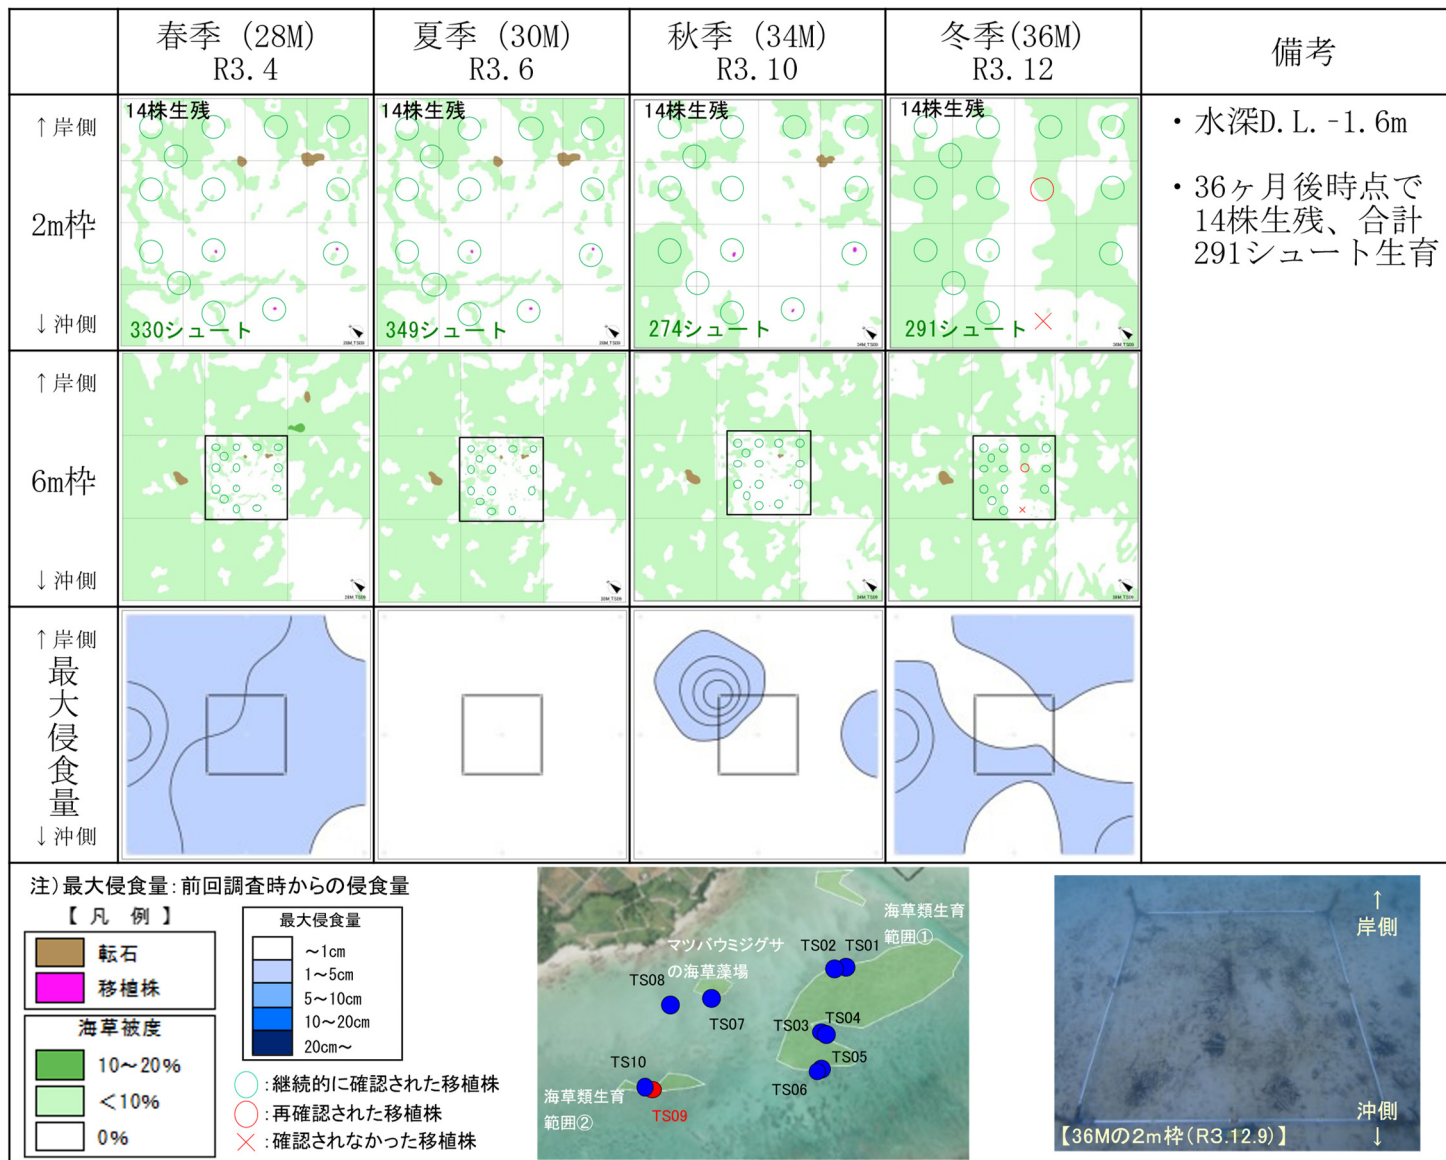 春季 (28M)
R3.4
夏季 (30M)
R3.6
秋季 (34M)
R3.10
冬季(36M)
R3.12
備考
↑岸側
2m枠
↓沖側
14株生残
330シュート
14株生残
349シュート
14株生残
274シュート
14株生残
291シュート
・水深D.L.-1.6m
・36ヶ月後時点で
14株生残、合計
291シュート生育
↑岸側
6m枠
↓沖側
↑岸側
最大侵食量
↓沖側
注)最大侵食量:前回調査時からの侵食量
【 凡 例 】
転石
移植株
海草被度
10～20%
<10%
0%
最大侵食量
～1cm
1～5cm
5～10cm
10～20cm
20cm～
:継続的に確認された移植株
:再確認された移植株
:確認されなかった移植株
海草類生育
範囲①
マツバウミジグサ
の海草藻場
TS02
TS01
TS08
TS07
TS03
TS04
TS05
TS06
TS10
TS09
海草類生育
範囲②
↑
岸側
沖側
↓
【36Mの2m枠(R3.12.9)】